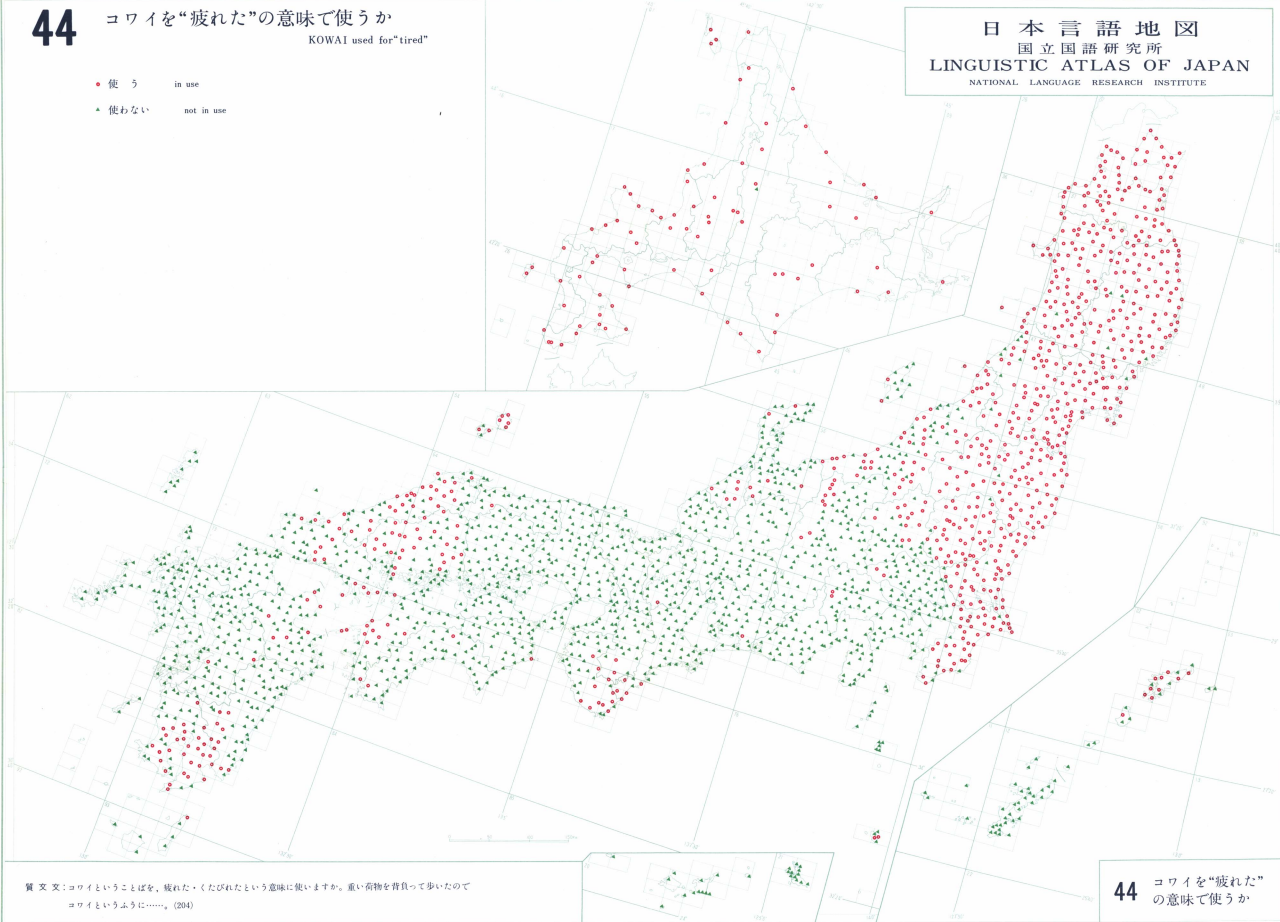 44
コワイを“疲れた”の意味で使うか
KOWAI used for“tired”
使う in use
使わない not in use
日本言語地図
国立国語研究所
LINGUISTIC ATLAS OF JAPAN
NATIONAL LANGUAGE RESEARCH INSTITUTE
質問文：コワイということばを，疲れた・くたびれたという意味に使いますか。重い荷物を背負って歩いたので
コワイというふうに……。(204)
44
コワイを“疲れた”
の意味で使うか